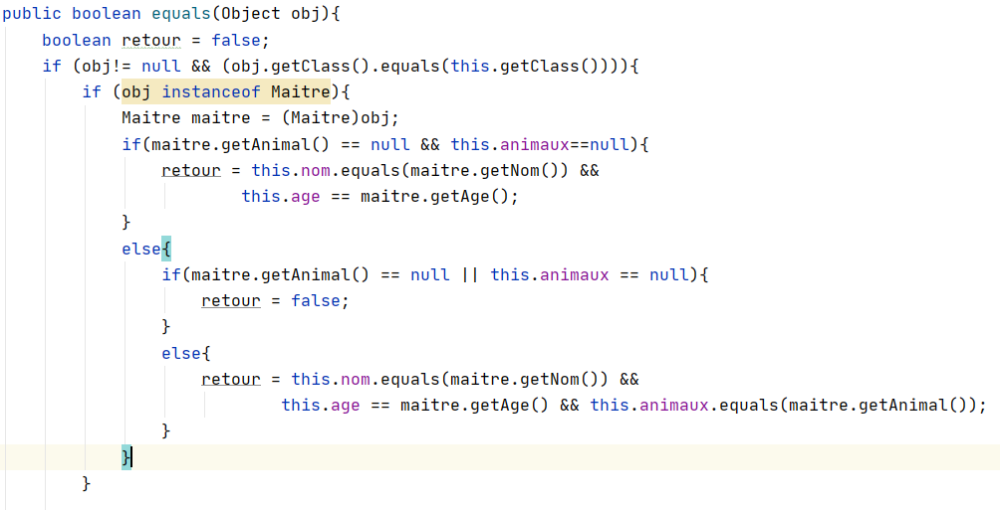 public boolean equals(Object obj){
    boolean retour = false;
    if (obj!= null && (obj.getClass().equals(this.getClass()))){
        if (obj instanceof Maitre){
            Maitre maitre = (Maitre)obj;
            if(maitre.getAnimal() == null && this.animaux==null){
                retour = this.nom.equals(maitre.getNom()) &&
                        this.age == maitre.getAge();
            }
            else{
                if(maitre.getAnimal() == null || this.animaux == null){
                    retour = false;
                }
                else{
                    retour = this.nom.equals(maitre.getNom()) &&
                            this.age == maitre.getAge() && this.animaux.equals(maitre.getAnimal());
                }
            }
        }